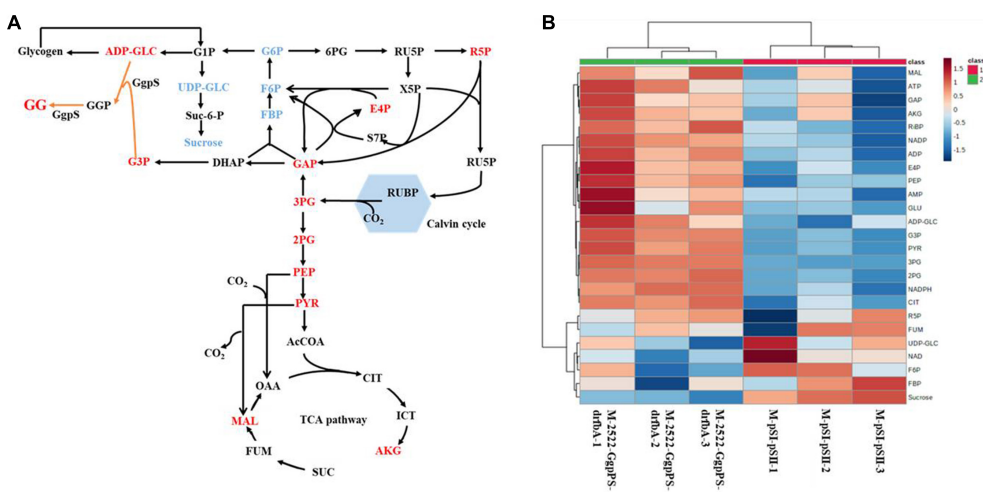 A
Glycogen
ADP-GLC
G1P
G6P
6PG
RU5P
R5P
GgpS
UDP-GLC
F6P
X5P
GG
GgpS
GGP
E4P
Suc-6-P
FBP
S7P
Sucrose
G3P
DHAP
GAP
RU5P
RUBP
3PG
CO2
Calvin cycle
2PG
CO2
PEP
PYR
CO2
AcCOA
OAA
CIT
MAL
TCA pathway
ICT
FUM
AKG
SUC
B
class
MAL
ATP
GAP
AKG
RiBP
NADP
ADP
E4P
PEP
AMP
GLU
ADP-GLC
G3P
PYR
3PG
2PG
NADPH
CIT
R5P
FUM
UDP-GLC
NAD
F6P
FBP
Sucrose
1.5
1
0.5
0
-0.5
-1
-1.5
class
1
2
M-2522-GgpPS-
drfbA-1
M-2522-GgpPS-
drfbA-2
M-2522-GgpPS-
drfbA-3
M-pSI-pSII-1
M-pSI-pSII-2
M-pSI-pSII-3